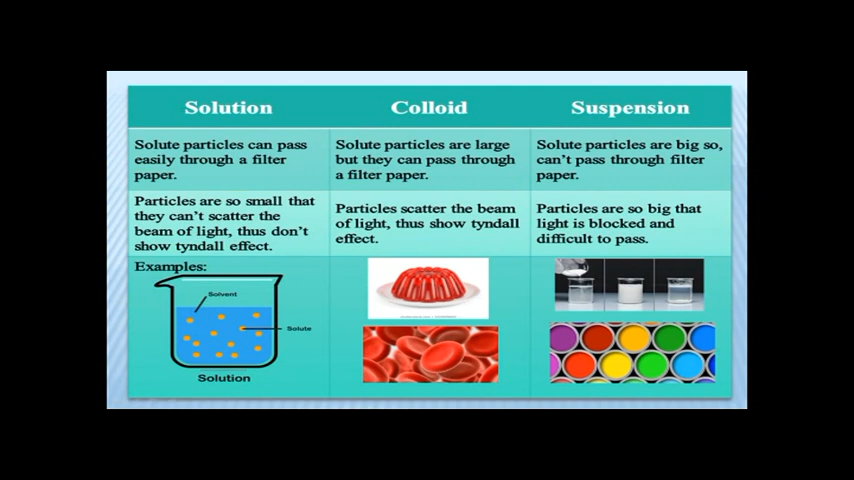 Solution
Colloid
Suspension
Solute particles can pass
easily through a filter
paper.
Solute particles are large
but they can pass through
a filter paper.
Solute particles are big so,
can't pass through filter
paper.
Particles are so small that
they can't scatter the
beam of light, thus don't
show tyndall effect.
Particles scatter the beam
of light, thus show tyndall
effect.
Particles are so big that
light is blocked and
difficult to pass.
Examples:
Solvent
Solute
Solution